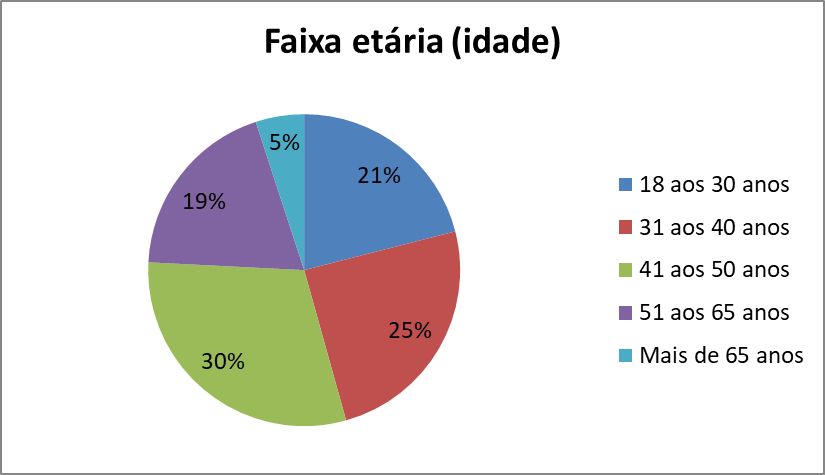 Faixa etária (idade)
5%
21%
19%
25%
30%
18 aos 30 anos
31 aos 40 anos
41 aos 50 anos
51 aos 65 anos
Mais de 65 anos